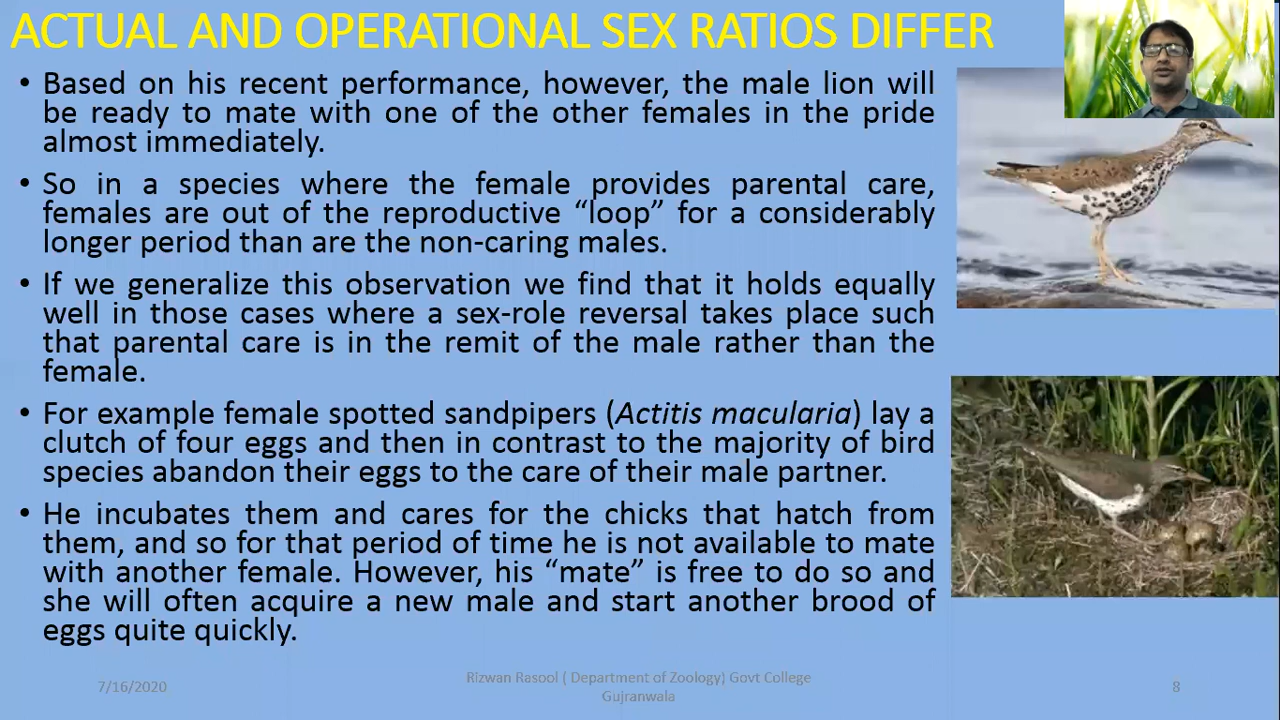 ACTUAL AND OPERATIONAL SEX RATIOS DIFFER
• Based on his recent performance, however, the male lion will
be ready to mate with one of the other females in the pride
almost immediately.
• So in a species where the female provides parental care,
females are out of the reproductive “loop” for a considerably
longer period than are the non-caring males.
• If we generalize this observation we find that it holds equally
well in those cases where a sex-role reversal takes place such
that parental care is in the remit of the male rather than the
female.
• For example female spotted sandpipers (Actitis macularia) lay a
clutch of four eggs and then in contrast to the majority of bird
species abandon their eggs to the care of their male partner.
• He incubates them and cares for the chicks that hatch from
them, and so for that period of time he is not available to mate
with another female. However, his “mate” is free to do so and
she will often acquire a new male and start another brood of
eggs quite quickly.
7/16/2020
Rizwan Rasool ( Department of Zoology) Govt College
Gujranwala
8